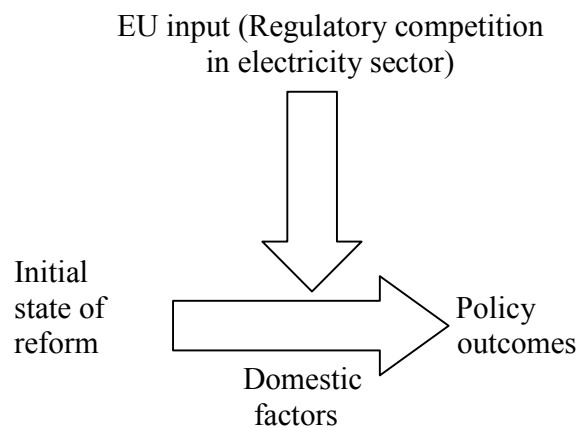 EU input (Regulatory competition
in electricity sector)
Initial
state of
reform
Policy
outcomes
Domestic
factors